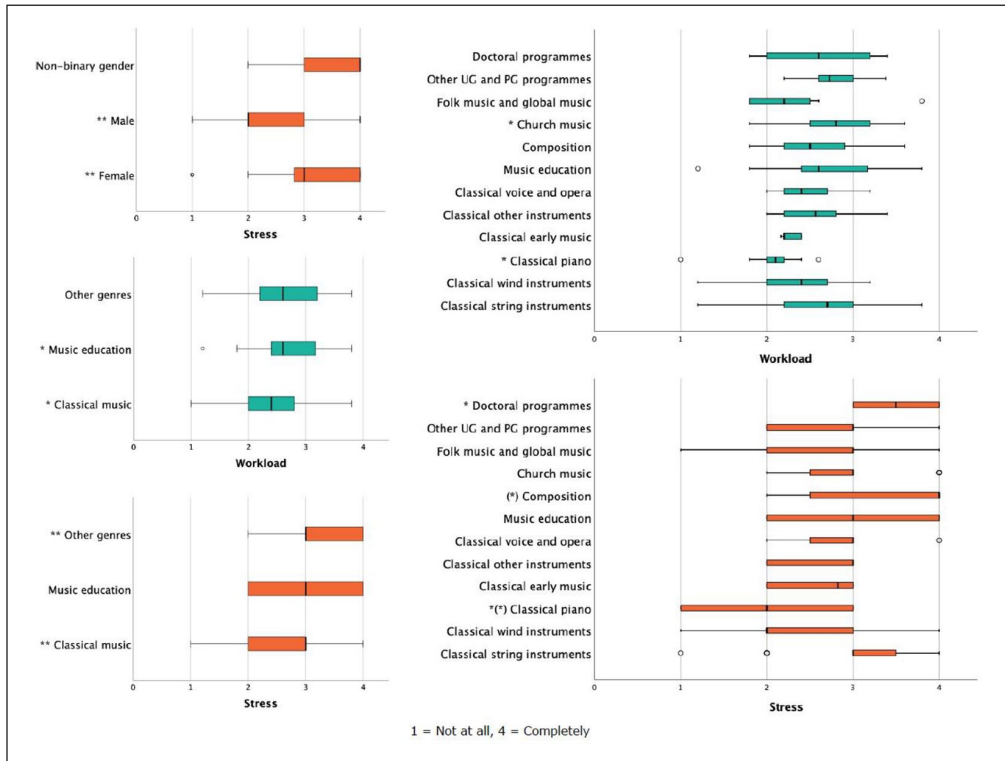 Non-binary gender
** Male
** Female
0 1 2 3 4
Stress
Other genres
* Music education
* Classical music
0 1 2 3 4
Workload
** Other genres
Music education
** Classical music
0 1 2 3 4
Stress
Doctoral programmes
Other UG and PG programmes
Folk music and global music
* Church music
Composition
Music education
Classical voice and opera
Classical other instruments
Classical early music
* Classical piano
Classical wind instruments
Classical string instruments
0 1 2 3 4
Workload
* Doctoral programmes
Other UG and PG programmes
Folk music and global music
Church music
(*) Composition
Music education
Classical voice and opera
Classical other instruments
Classical early music
*(*) Classical piano
Classical wind instruments
Classical string instruments
0 1 2 3 4
Stress
1 = Not at all, 4 = Completely